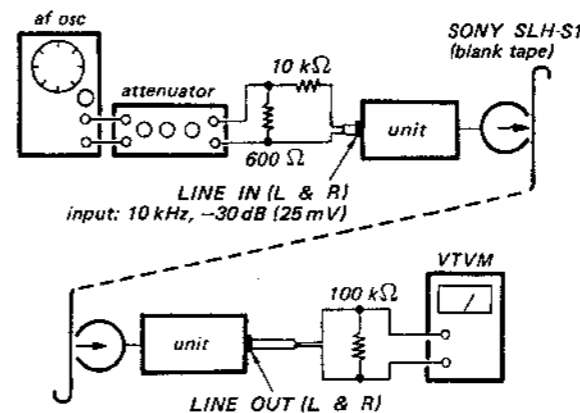 af osc
SONY SLH-S1
(blank tape)
attenuator
10 kΩ
unit
600 Ω
LINE IN (L & R)
input: 10 kHz, −30 dB (25 mV)
VTVM
100 kΩ
unit
LINE OUT (L & R)